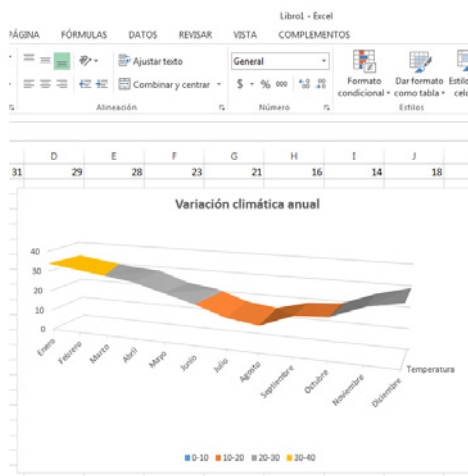 Libro1 - Excel
PÁGINA FÓRMULAS DATOS REVISAR VISTA COMPLEMENTOS
Ajustar texto
General
Combinar y centrar
$ % 000
Formato condicional
Dar formato como tabla
Alineación
Número
Estilos
D E F G H I J
31 29 28 23 21 16 14 18
Variación climática anual
40
30
20
10
0
Enero
Febrero
Marzo
Abril
Mayo
Junio
Julio
Agosto
Septiembre
Octubre
Noviembre
Diciembre
Temperatura
0-10 10-20 20-30 30-40